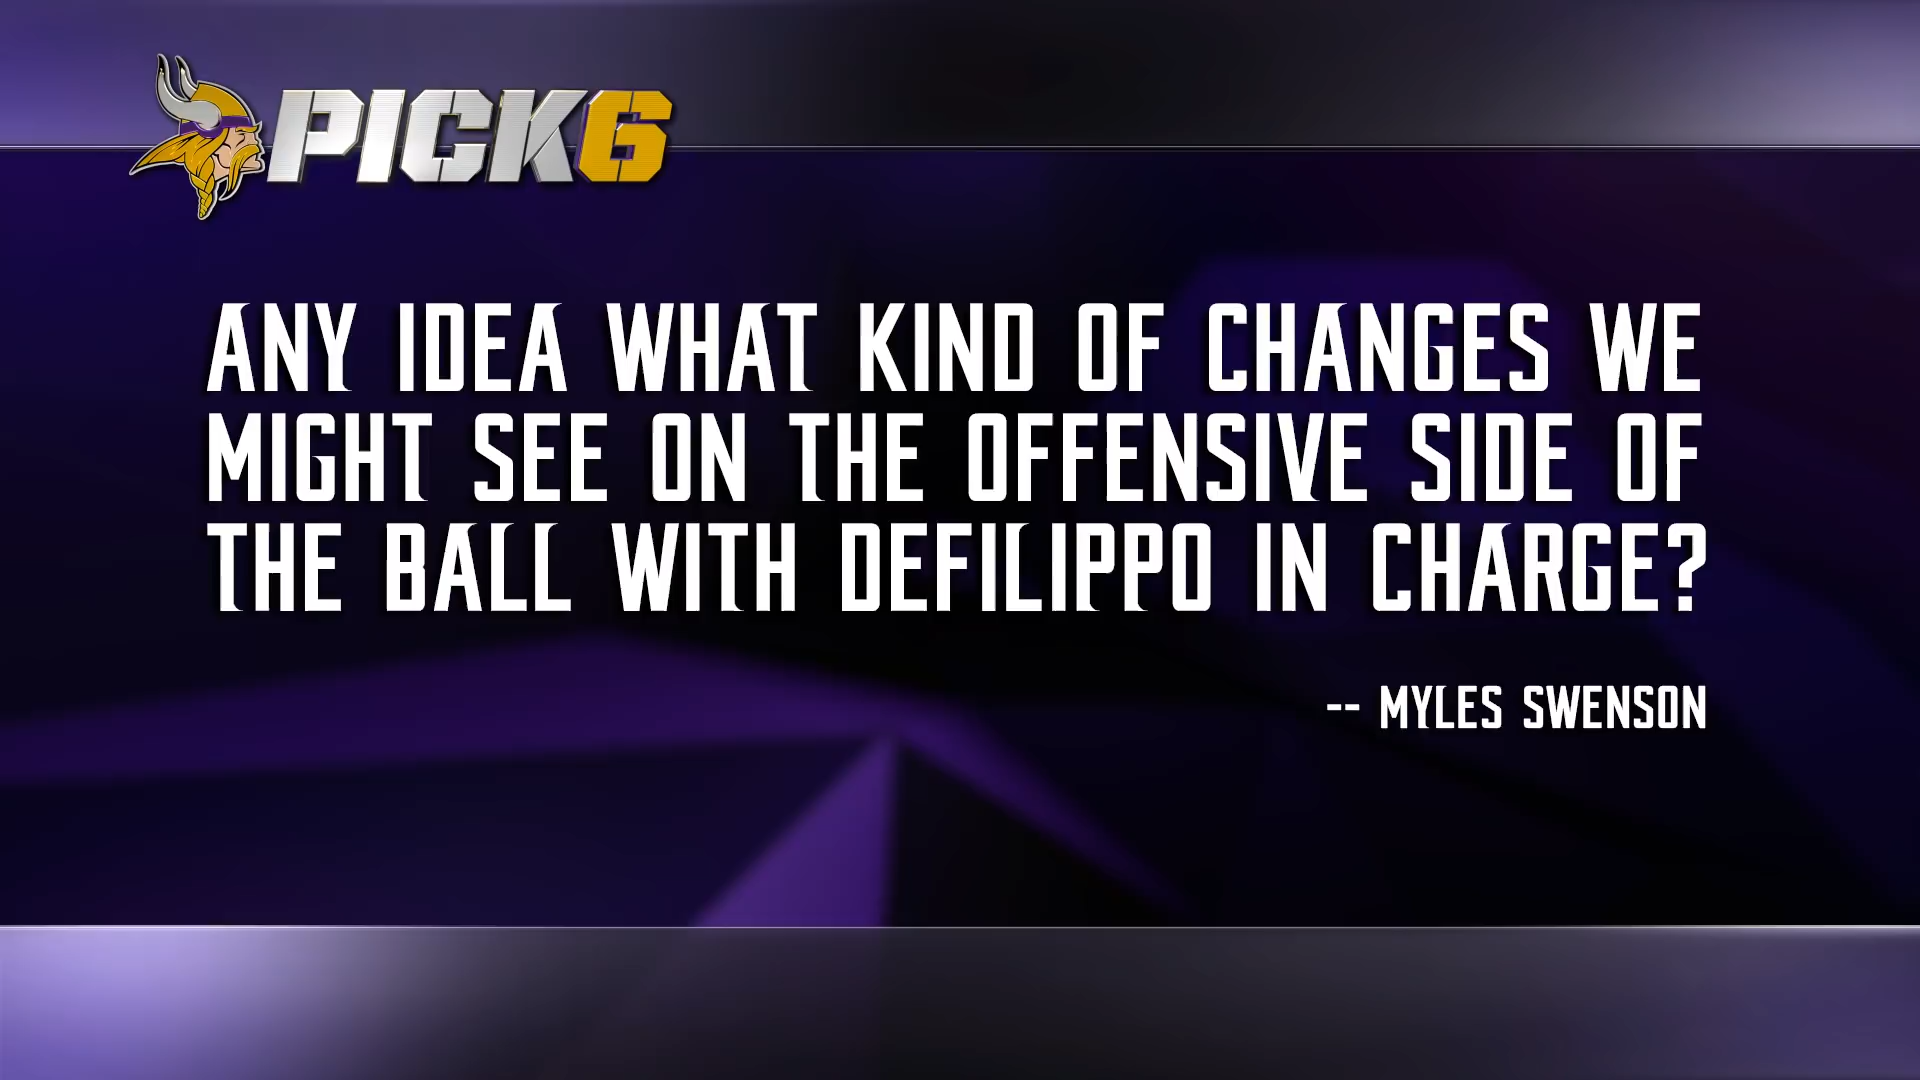 PICK6
ANY IDEA WHAT KIND OF CHANGES WE
MIGHT SEE ON THE OFFENSIVE SIDE OF
THE BALL WITH DEFILIPPO IN CHARGE?
-- MYLES SWENSON